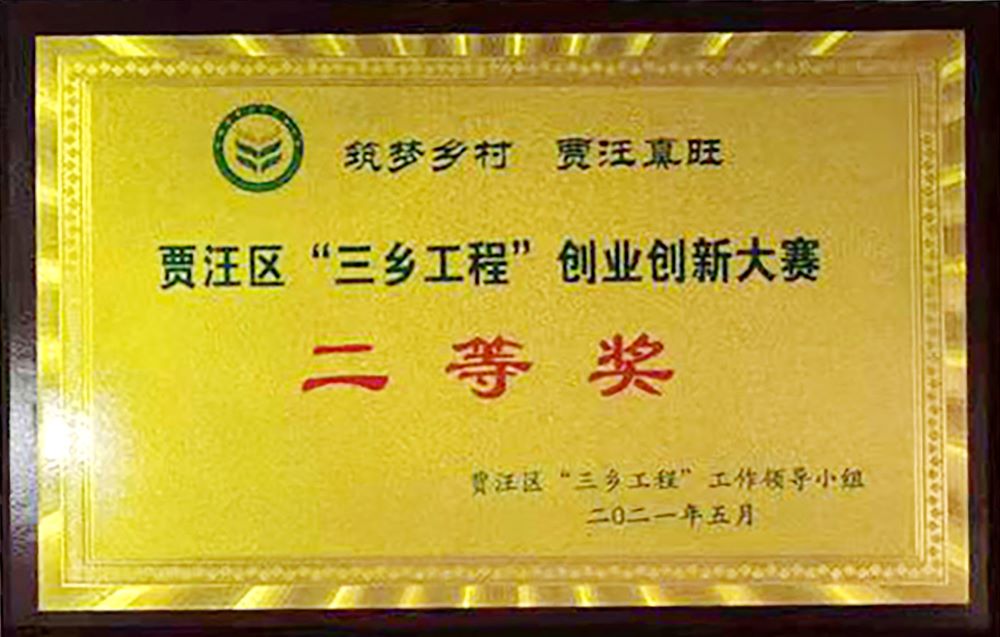 筑梦乡村 贾汪真旺
贾汪区“三乡工程”创业创新大赛
二等奖
贾汪区“三乡工程”工作领导小组
二〇二一年五月